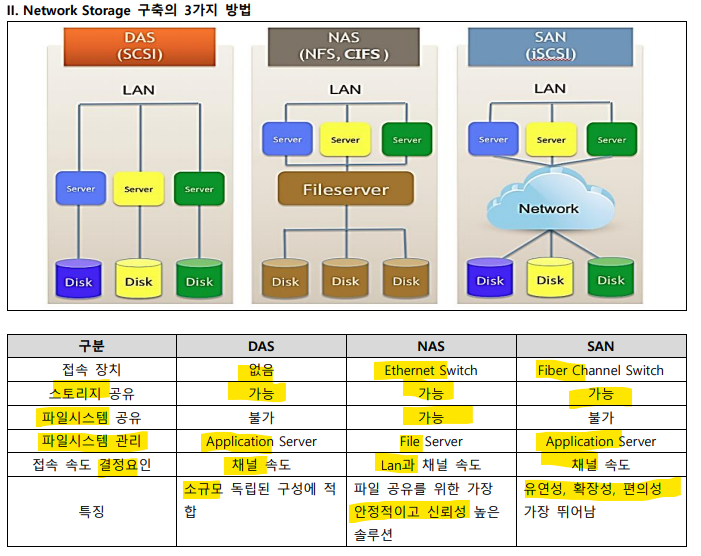 II. Network Storage 구축의 3가지 방법
DAS
(SCSI)
NAS
(NFS, CIFS )
SAN
(iSCSI)
LAN
LAN
LAN
Server
Server
Server
Server
Server
Server
Server
Server
Server
Fileserver
Network
Disk
Disk
Disk
Disk
Disk
Disk
Disk
Disk
Disk
구분 DAS NAS SAN
접속 장치 없음 Ethernet Switch Fiber Channel Switch
스토리지 공유 가능 가능 가능
파일시스템 공유 불가 가능 불가
파일시스템 관리 Application Server File Server Application Server
접속 속도 결정요인 채널 속도 Lan과 채널 속도 채널 속도
특징
소규모 독립된 구성에 적
합
파일 공유를 위한 가장
안정적이고 신뢰성 높은
솔루션
유연성, 확장성, 편의성
가장 뛰어남